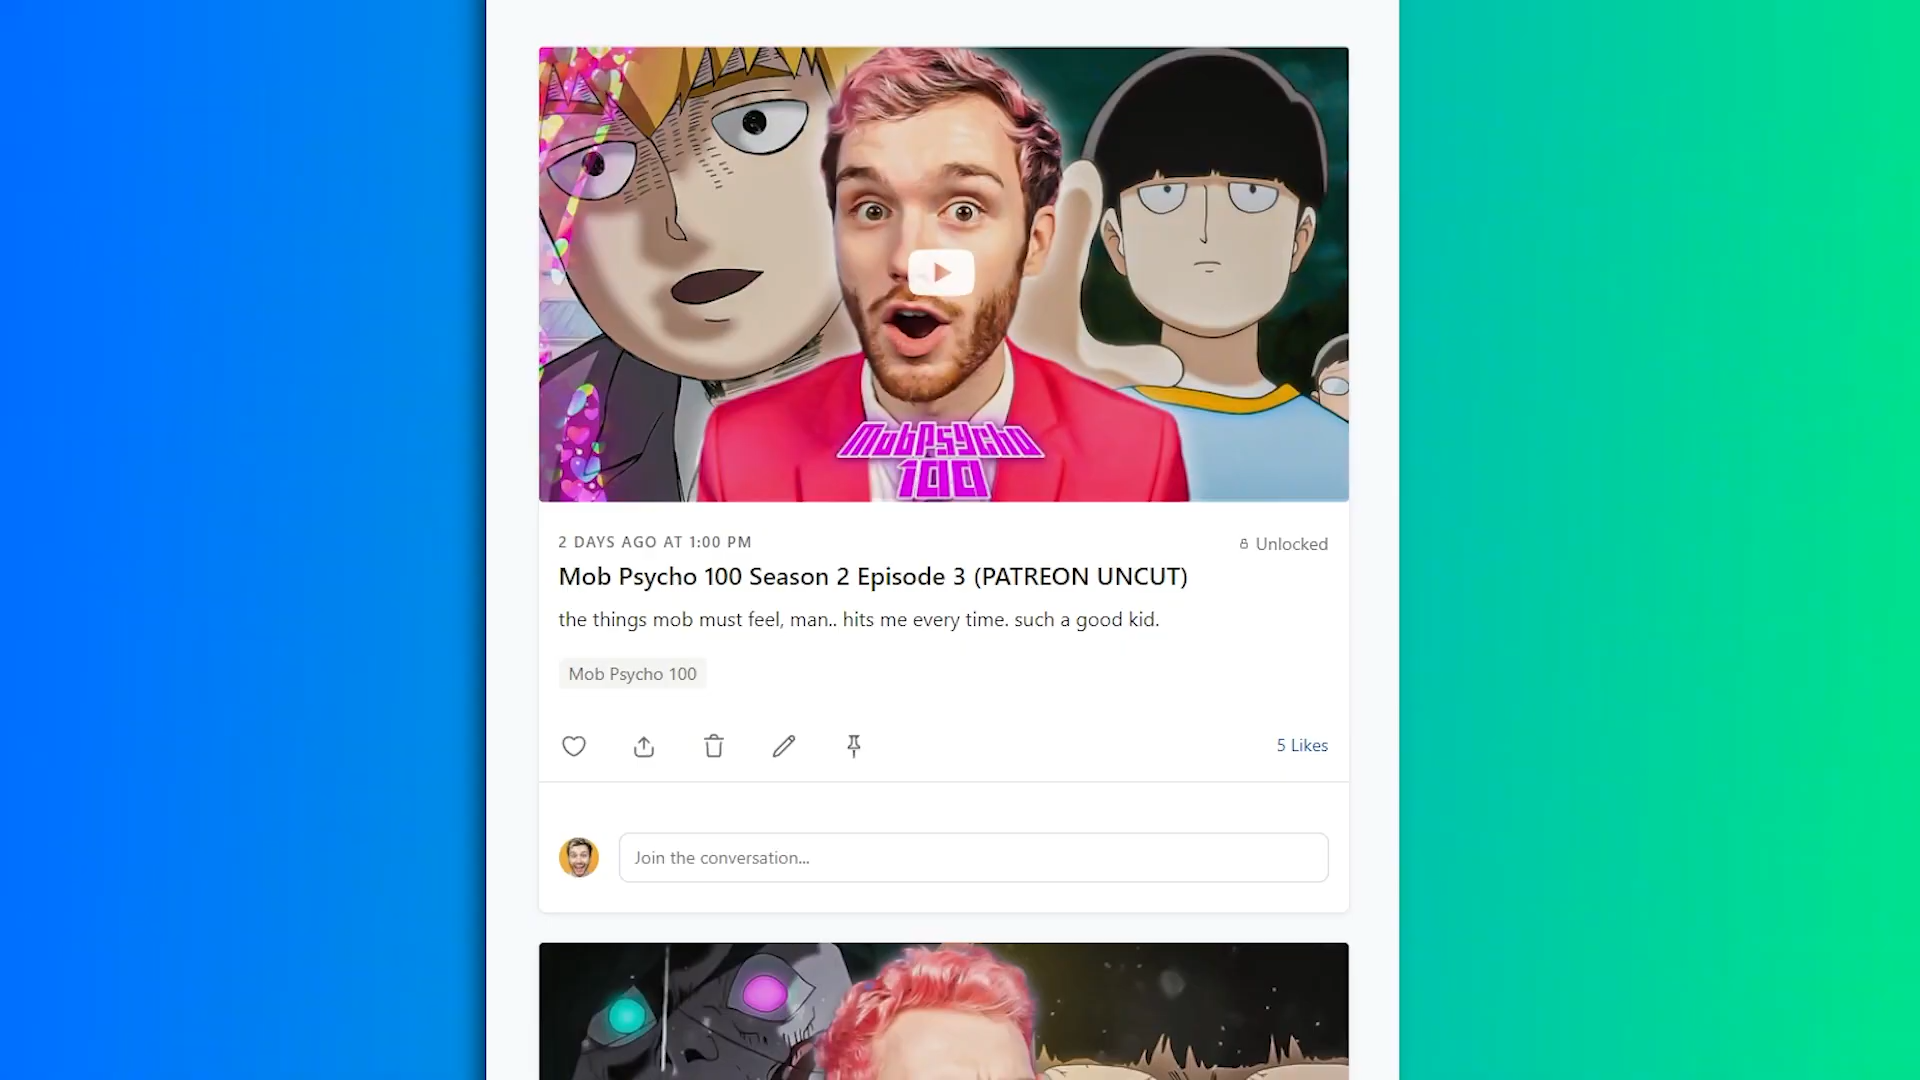 Mob Psycho
100
2 DAYS AGO AT 1:00 PM
Unlocked
Mob Psycho 100 Season 2 Episode 3 (PATREON UNCUT)
the things mob must feel, man.. hits me every time. such a good kid.
Mob Psycho 100
5 Likes
Join the conversation...